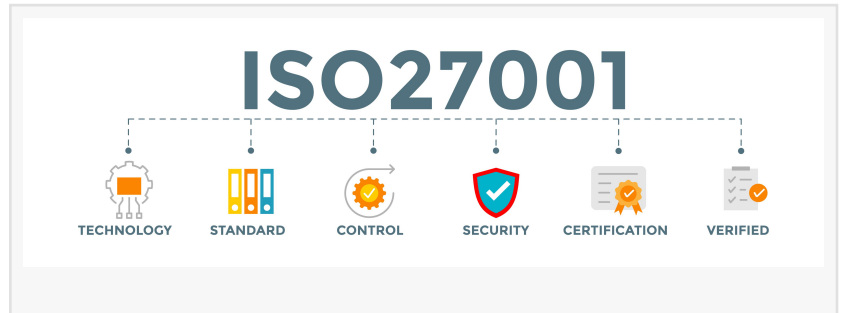 ISO27001
TECHNOLOGY STANDARD CONTROL SECURITY CERTIFICATION VERIFIED